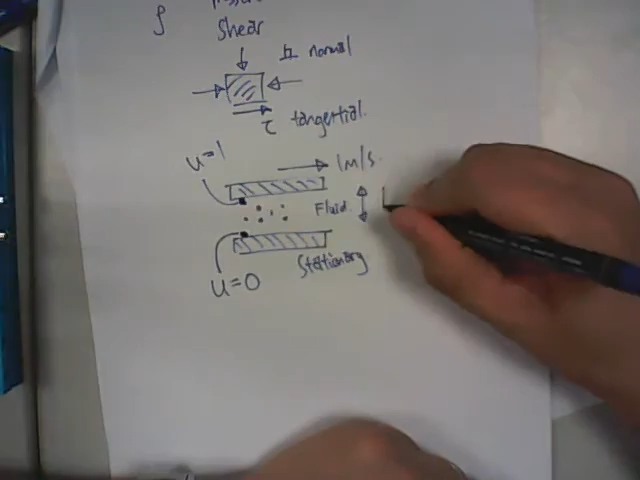 ρ
Shear
⊥ normal
τ tangential.
u=1
1m/s.
Fluid
Stationary
u=0